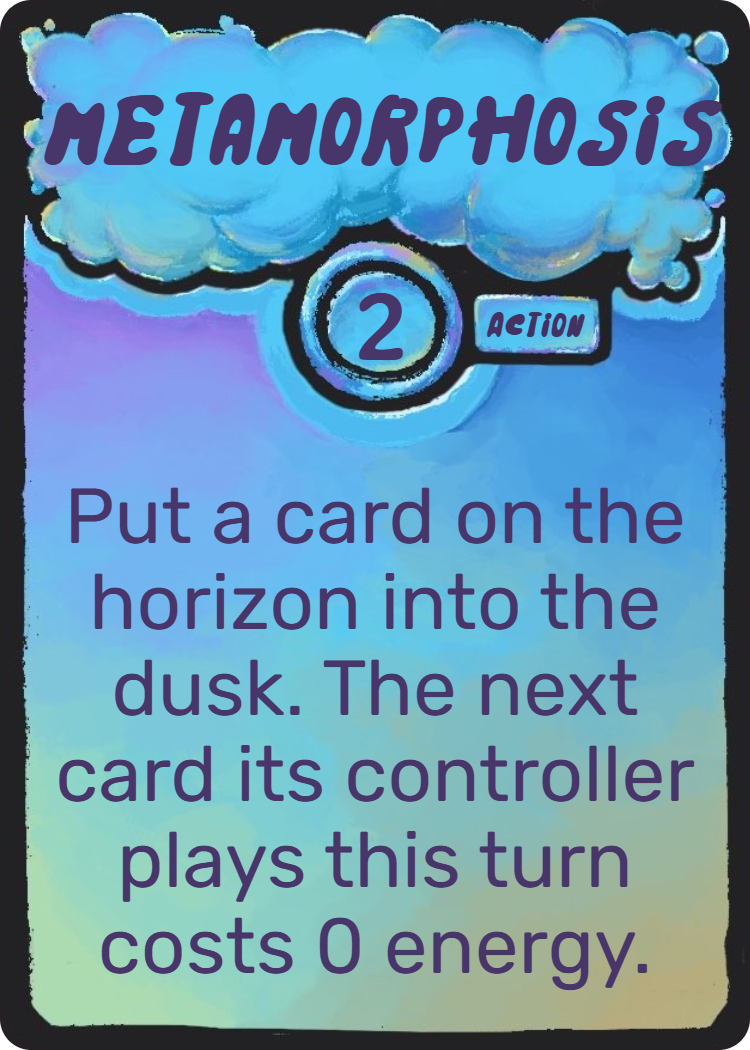 METAMORPHOSiS
2
ACTiON
Put a card on the
horizon into the
dusk. The next
card its controller
plays this turn
costs 0 energy.